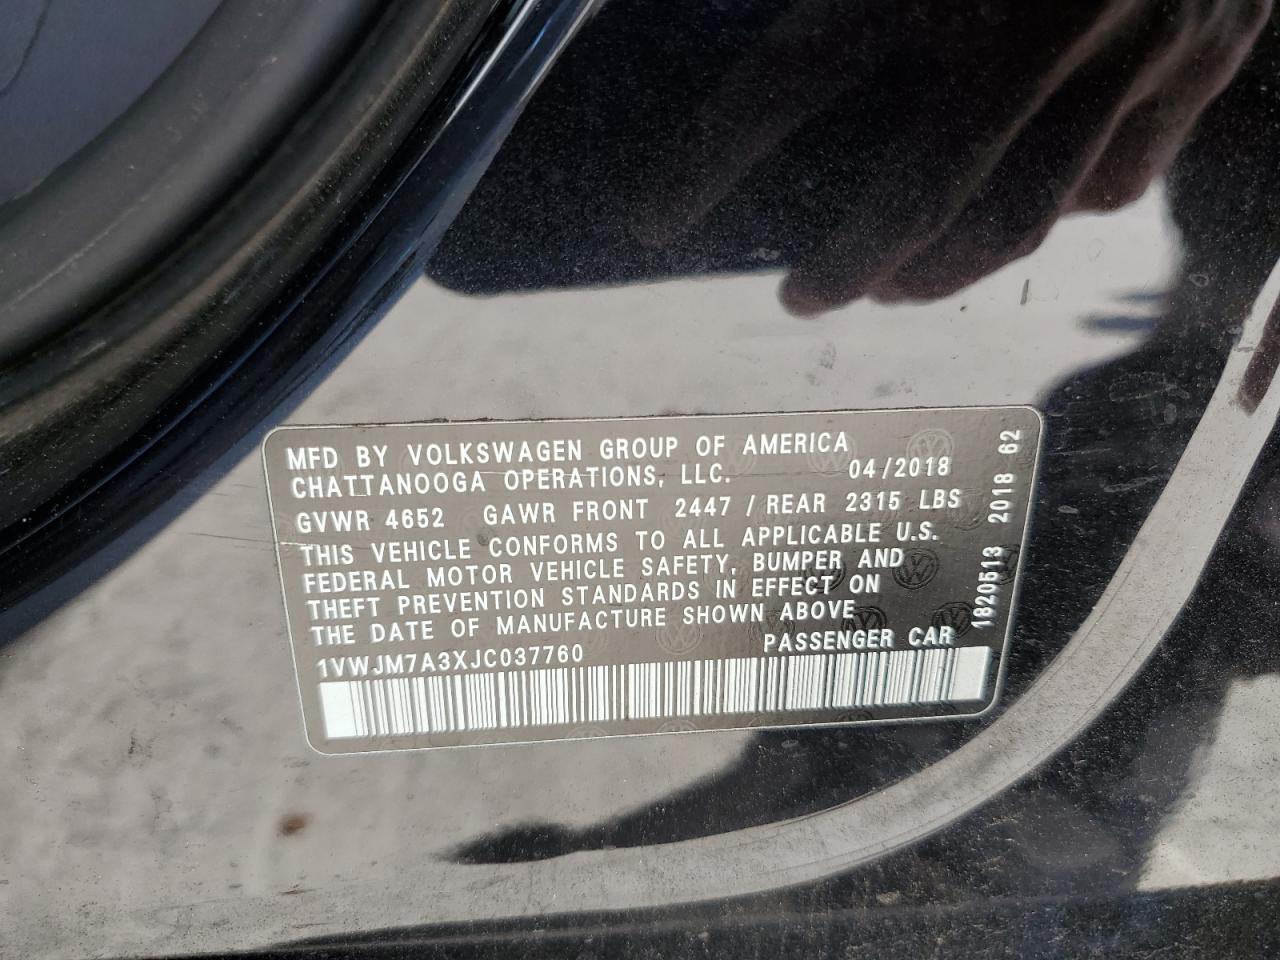 MFD BY VOLKSWAGEN GROUP OF AMERICA
CHATTANOOGA OPERATIONS, LLC. 04/2018
GVWR 4652 GAWR FRONT 2447 / REAR 2315 LBS
THIS VEHICLE CONFORMS TO ALL APPLICABLE U.S.
FEDERAL MOTOR VEHICLE SAFETY, BUMPER AND
THEFT PREVENTION STANDARDS IN EFFECT ON
THE DATE OF MANUFACTURE SHOWN ABOVE
PASSENGER CAR
1VWJM7A3XJC037760
1820513 2018 62